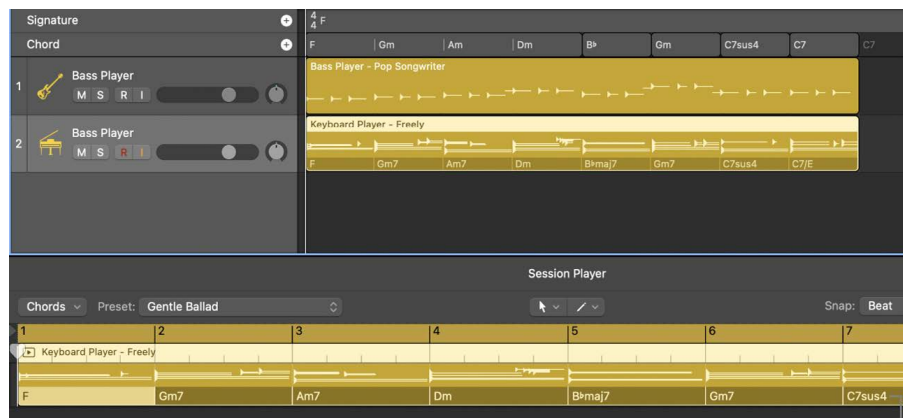 Signature
4
4 F
Chord
F Gm Am Dm B♭ Gm C7sus4 C7 C7
1 Bass Player
M S R I
Bass Player - Pop Songwriter
2 Bass Player
M S R I
Keyboard Player - Freely
F Gm7 Am7 Dm B♭maj7 Gm7 C7sus4 C7/E
Session Player
Chords Preset: Gentle Ballad Snap: Beat
1 2 3 4 5 6 7
Keyboard Player - Freely
F Gm7 Am7 Dm B♭maj7 Gm7 C7sus4